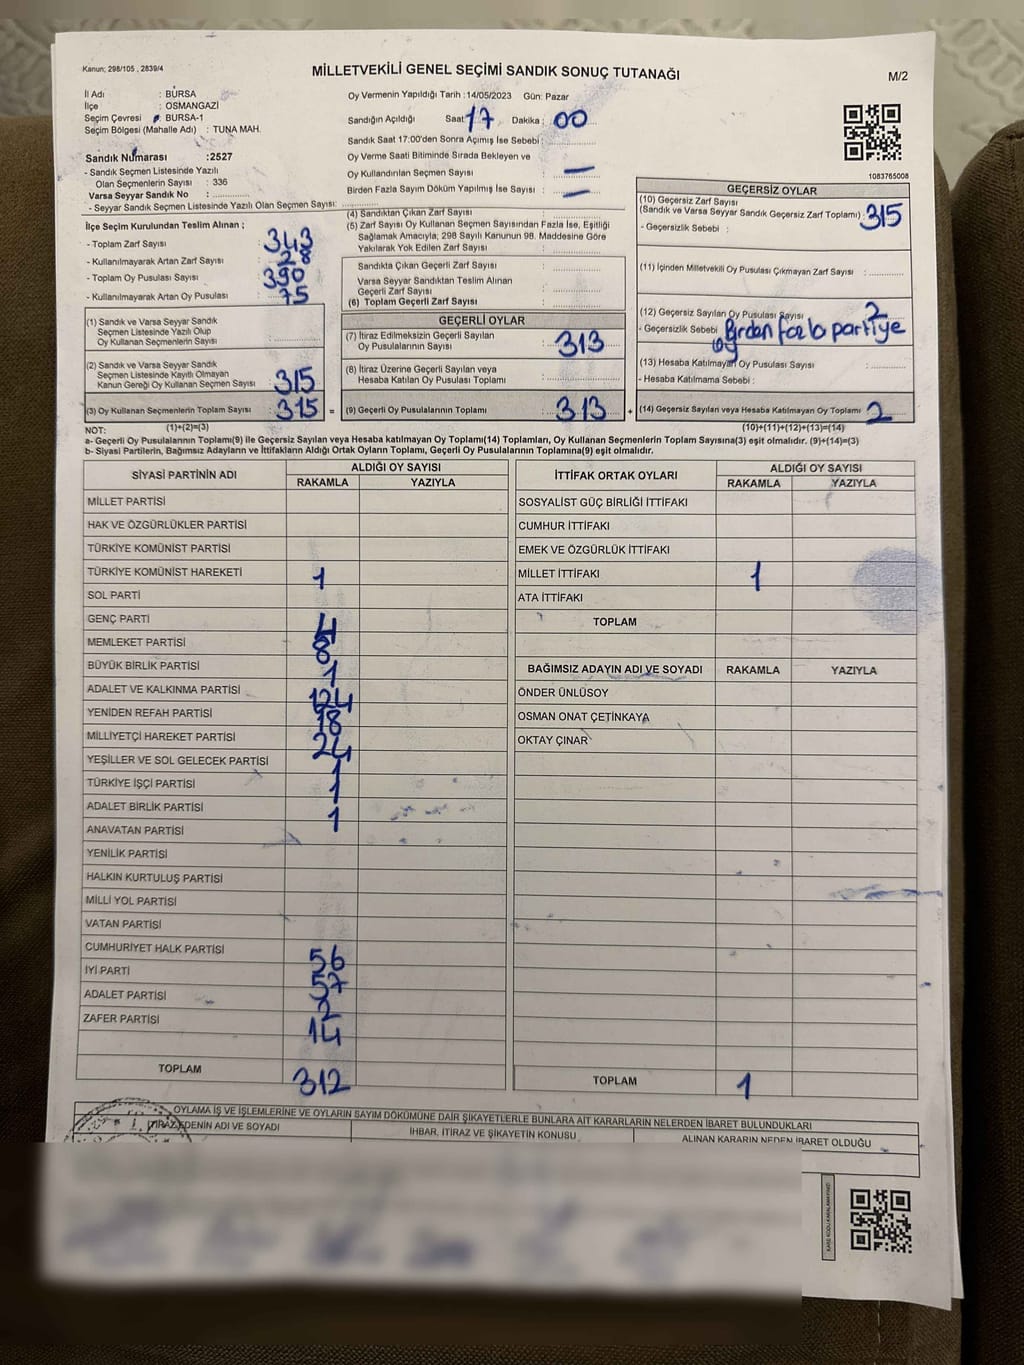 Kanun; 298/105 , 2839/4
MİLLETVEKİLİ GENEL SEÇİMİ SANDIK SONUÇ TUTANAĞI
M/2
İl Adı : BURSA
İlçe : OSMANGAZİ
Seçim Çevresi : BURSA-1
Seçim Bölgesi (Mahalle Adı) : TUNA MAH.
Sandık Numarası :2527
- Sandık Seçmen Listesinde Yazılı
Olan Seçmenlerin Sayısı : 336
Varsa Seyyar Sandık No :
- Seyyar Sandık Seçmen Listesinde Yazılı Olan Seçmen Sayısı:
Oy Vermenin Yapıldığı Tarih :14/05/2023 Gün: Pazar
Sandığın Açıldığı Saat: 17 Dakika: 00
Sandık Saat 17:00'den Sonra Açımış İse Sebebi:
Oy Verme Saati Bitiminde Sırada Bekleyen ve
Oy Kullandırılan Seçmen Sayısı : —
Birden Fazla Sayım Döküm Yapılmış İse Sayısı : —
1083765008
İlçe Seçim Kurulundan Teslim Alınan ;
- Toplam Zarf Sayısı : 343
- Kullanılmayarak Artan Zarf Sayısı : 28
- Toplam Oy Pusulası Sayısı : 390
- Kullanılmayarak Artan Oy Pusulası : 75
(1) Sandık ve Varsa Seyyar Sandık
Seçmen Listesinde Yazılı Olup
Oy Kullanan Seçmenlerin Sayısı :
(2) Sandık ve Varsa Seyyar Sandık
Seçmen Listesinde Kayıtlı Olmayan
Kanun Gereği Oy Kullanan Seçmen Sayısı : 315
(3) Oy Kullanan Seçmenlerin Toplam Sayısı : 315 =
(4) Sandıktan Çıkan Zarf Sayısı :
(5) Zarf Sayısı Oy Kullanan Seçmen Sayısından Fazla İse, Eşitliği
Sağlamak Amacıyla; 298 Sayılı Kanunun 98. Maddesine Göre
Yakılarak Yok Edilen Zarf Sayısı :
Sandıkta Çıkan Geçerli Zarf Sayısı :
Varsa Seyyar Sandıktan Teslim Alınan
Geçerli Zarf Sayısı :
(6) Toplam Geçerli Zarf Sayısı :
GEÇERLİ OYLAR
(7) İtiraz Edilmeksizin Geçerli Sayılan
Oy Pusulalarının Sayısı : 313
(8) İtiraz Üzerine Geçerli Sayılan veya
Hesaba Katılan Oy Pusulası Toplamı :
(9) Geçerli Oy Pusulalarının Toplamı : 313 +
GEÇERSİZ OYLAR
(10) Geçersiz Zarf Sayısı
(Sandık ve Varsa Seyyar Sandık Geçersiz Zarf Toplamı) : 315
- Geçersizlik Sebebi :
(11) İçinden Milletvekili Oy Pusulası Çıkmayan Zarf Sayısı :
(12) Geçersiz Sayılan Oy Pusulası Sayısı : 2
- Geçersizlik Sebebi : Birden fazla partiye
oy
(13) Hesaba Katılmayan Oy Pusulası Sayısı :
- Hesaba Katılmama Sebebi :
(14) Geçersiz Sayılan veya Hesaba Katılmayan Oy Toplamı : 2
NOT: (1)+(2)=(3) (10)+(11)+(12)+(13)=(14)
a- Geçerli Oy Pusulalarının Toplamı(9) ile Geçersiz Sayılan veya Hesaba katılmayan Oy Toplamı(14) Toplamları, Oy Kullanan Seçmenlerin Toplam Sayısına(3) eşit olmalıdır. (9)+(14)=(3)
b- Siyasi Partilerin, Bağımsız Adayların ve İttifakların Aldığı Ortak Oyların Toplamı, Geçerli Oy Pusulalarının Toplamına(9) eşit olmalıdır.
SİYASİ PARTİNİN ADI ALDIĞI OY SAYISI
RAKAMLA YAZIYLA
MİLLET PARTİSİ
HAK VE ÖZGÜRLÜKLER PARTİSİ
TÜRKİYE KOMÜNİST PARTİSİ
TÜRKİYE KOMÜNİST HAREKETİ 1
SOL PARTİ
GENÇ PARTİ 4
MEMLEKET PARTİSİ 8
BÜYÜK BİRLİK PARTİSİ 1
ADALET VE KALKINMA PARTİSİ 124
YENİDEN REFAH PARTİSİ 18
MİLLİYETÇİ HAREKET PARTİSİ 24
YEŞİLLER VE SOL GELECEK PARTİSİ 1
TÜRKİYE İŞÇİ PARTİSİ 1
ADALET BİRLİK PARTİSİ 1
ANAVATAN PARTİSİ
YENİLİK PARTİSİ
HALKIN KURTULUŞ PARTİSİ
MİLLİ YOL PARTİSİ
VATAN PARTİSİ
CUMHURİYET HALK PARTİSİ 56
İYİ PARTİ 57
ADALET PARTİSİ 2
ZAFER PARTİSİ 14
TOPLAM 312
İTTİFAK ORTAK OYLARI ALDIĞI OY SAYISI
RAKAMLA YAZIYLA
SOSYALİST GÜÇ BİRLİĞİ İTTİFAKI
CUMHUR İTTİFAKI
EMEK VE ÖZGÜRLÜK İTTİFAKI
MİLLET İTTİFAKI 1
ATA İTTİFAKI
TOPLAM
BAĞIMSIZ ADAYIN ADI VE SOYADI RAKAMLA YAZIYLA
ÖNDER ÜNLÜSOY
OSMAN ONAT ÇETİNKAYA
OKTAY ÇINAR
TOPLAM 1
OYLAMA İŞ VE İŞLEMLERİNE VE OYLARIN SAYIM DÖKÜMÜNE DAİR ŞİKAYETLERLE BUNLARA AİT KARARLARIN NELERDEN İBARET BULUNDUKLARI
İTİRAZ EDENİN ADI VE SOYADI İHBAR, İTİRAZ VE ŞİKAYETİN KONUSU ALINAN KARARIN NEDEN İBARET OLDUĞU